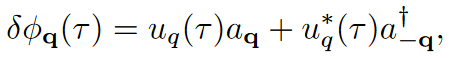 δϕ_𝐪(τ) = u_q(τ)a_𝐪 + u_q^*(τ)a_{−𝐪}^†,